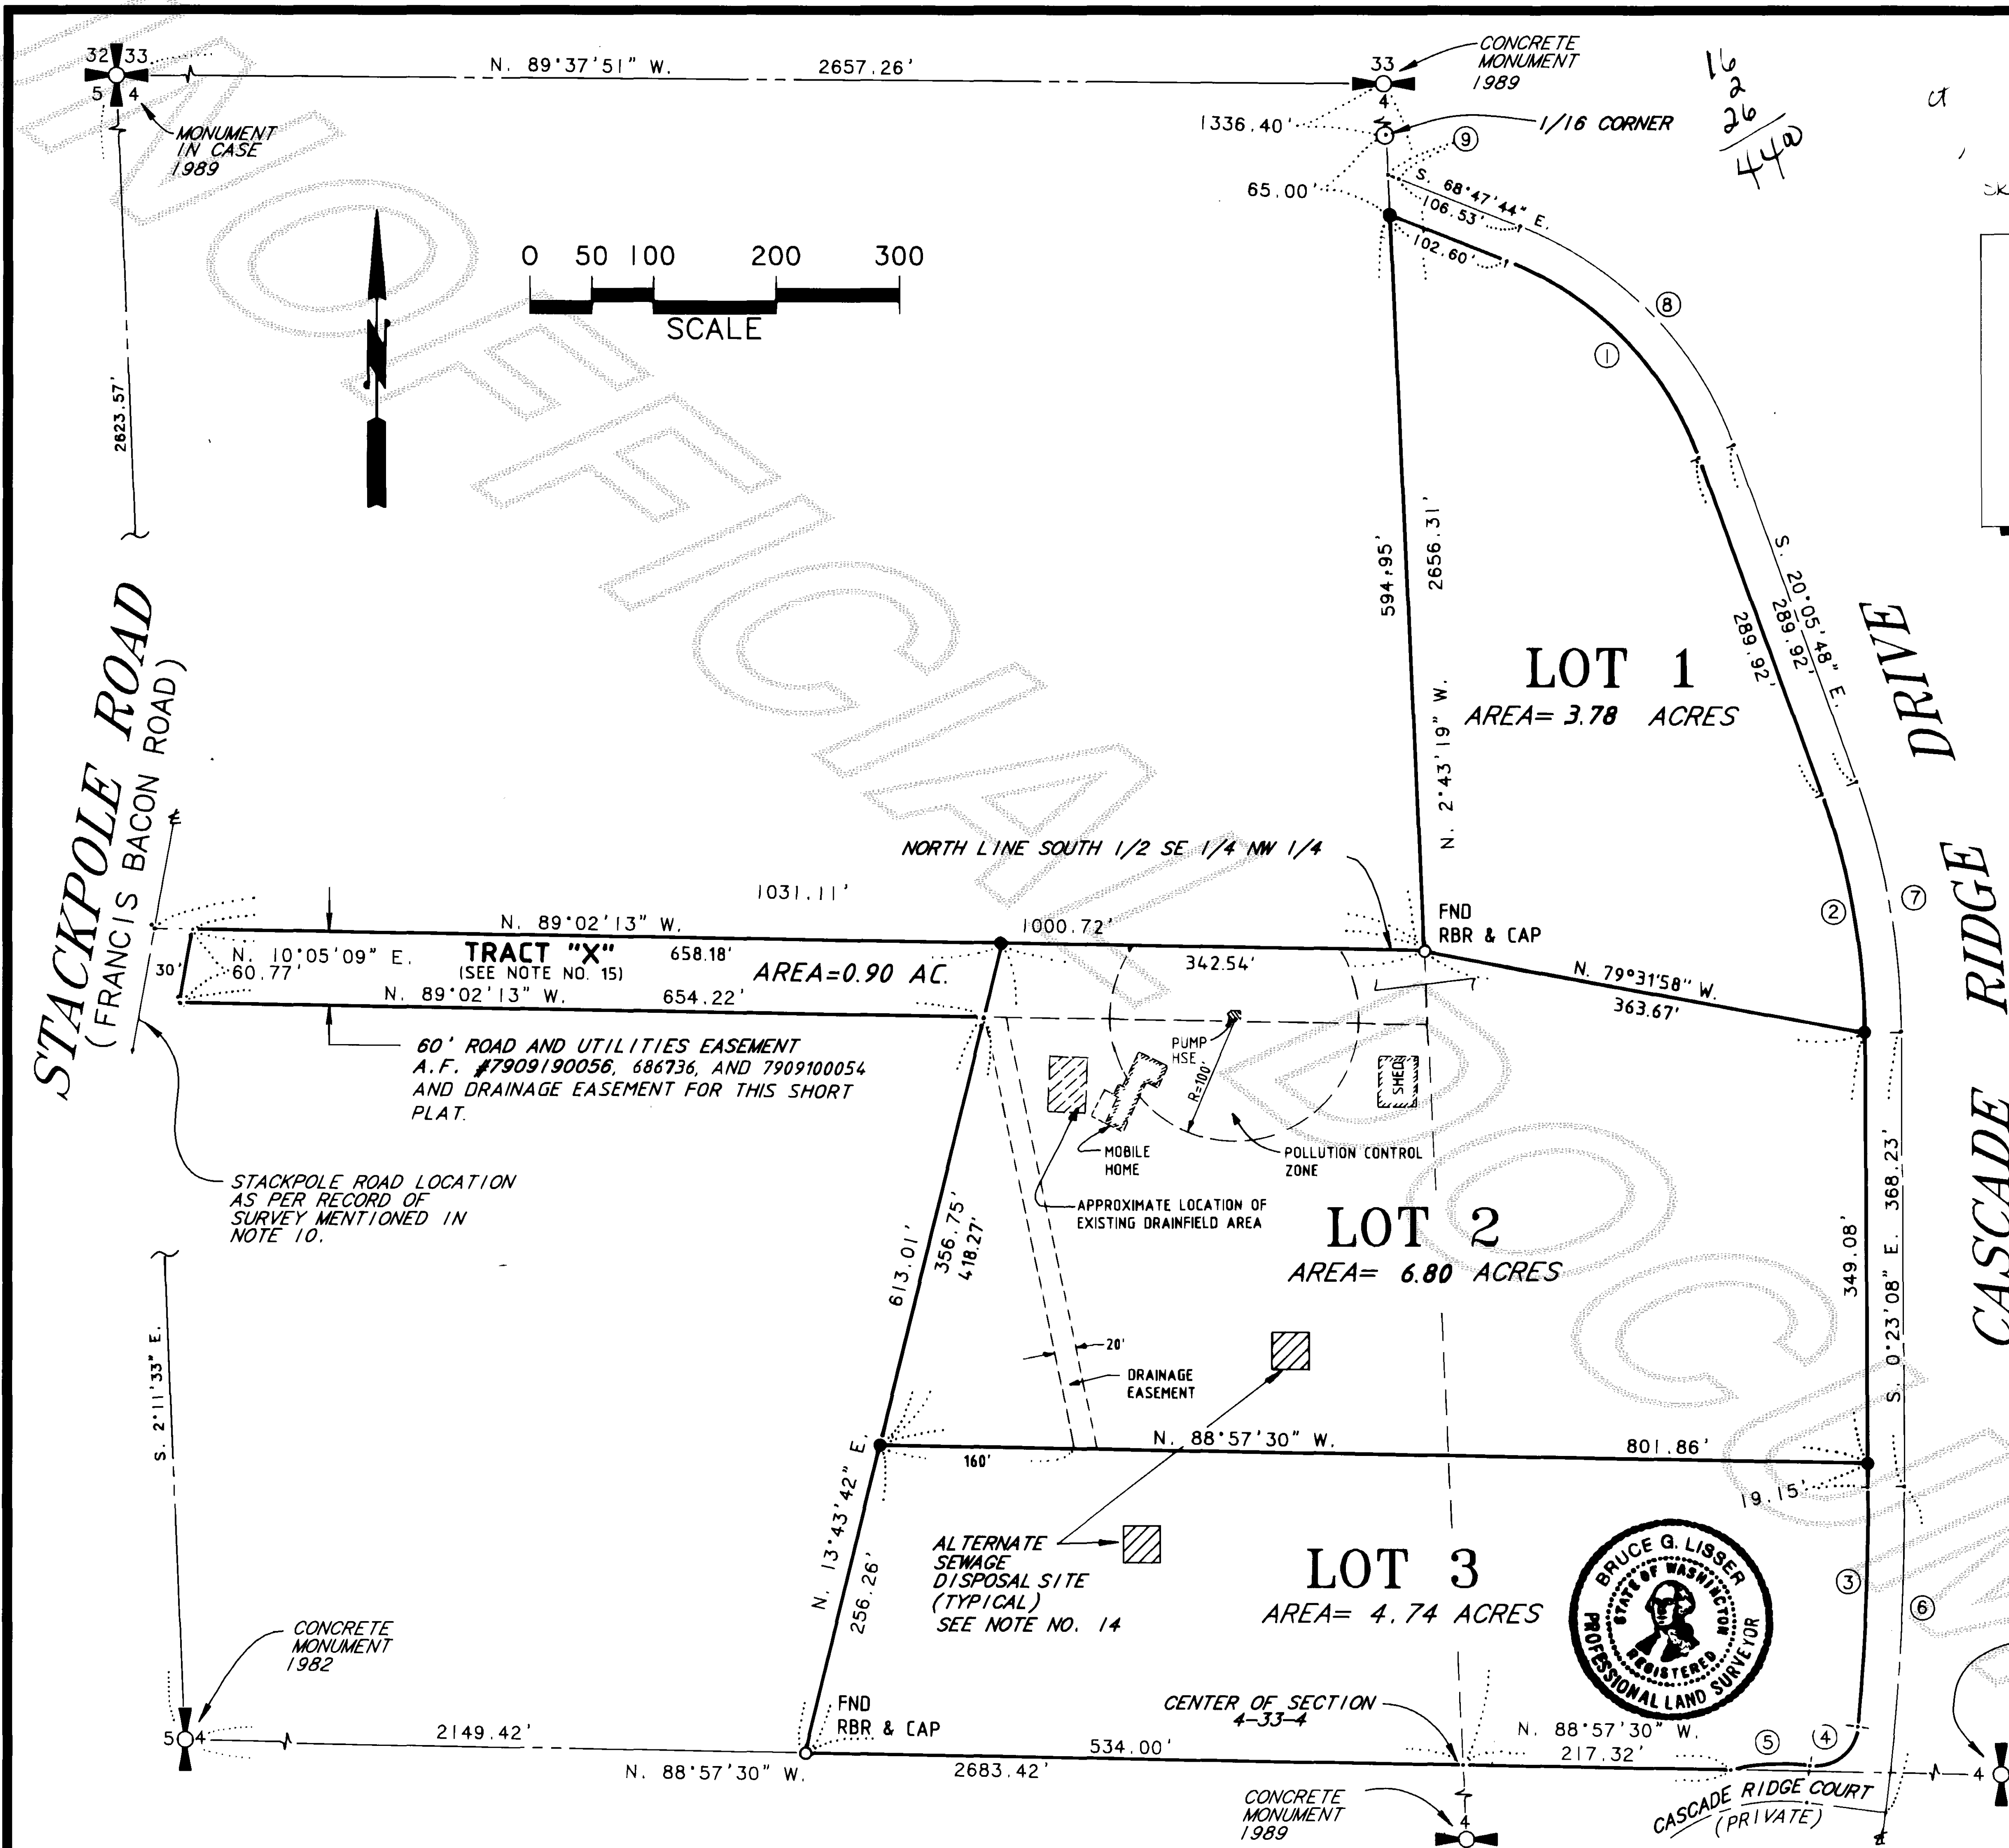 32 33
5 4
MONUMENT
IN CASE
1989
N. 89°37'51" W. 2657.26'
33
4
CONCRETE
MONUMENT
1989
1336.40'
1/16 CORNER
9
65.00'
S. 68°47'44" E.
106.53'
102.60'
16
2
26
440
ct
0 50 100 200 300
SCALE
N
2623.57'
8
1
594.95'
2656.31'
N. 2°43'19" W.
S. 20°05'48" E.
289.92'
289.92'
LOT 1
AREA= 3.78 ACRES
CASCADE RIDGE DRIVE
STACKPOLE ROAD
(FRANCIS BACON ROAD)
NORTH LINE SOUTH 1/2 SE 1/4 NW 1/4
1031.11'
N. 89°02'13" W.
1000.72'
FND
RBR & CAP
2
7
30'
N. 10°05'09" E.
60.77'
TRACT "X"
(SEE NOTE NO. 15)
658.18'
AREA=0.90 AC.
342.54'
N. 79°31'58" W.
363.67'
N. 89°02'13" W. 654.22'
60' ROAD AND UTILITIES EASEMENT
A.F. #7909190056, 686736, AND 7909100054
AND DRAINAGE EASEMENT FOR THIS SHORT
PLAT.
PUMP
HSE
R=100'
SHED
MOBILE
HOME
POLLUTION CONTROL
ZONE
APPROXIMATE LOCATION OF
EXISTING DRAINFIELD AREA
STACKPOLE ROAD LOCATION
AS PER RECORD OF
SURVEY MENTIONED IN
NOTE 10.
613.01'
356.75'
418.27'
LOT 2
AREA= 6.80 ACRES
349.08'
S. 0°23'08" E. 368.23'
S. 2°11'33" E.
20'
DRAINAGE
EASEMENT
N. 88°57'30" W.
801.86'
160'
19.15'
N. 13°43'42" E.
256.26'
ALTERNATE
SEWAGE
DISPOSAL SITE
(TYPICAL)
SEE NOTE NO. 14
LOT 3
AREA= 4.74 ACRES
BRUCE G. LISSER
STATE OF WASHINGTON
REGISTERED
PROFESSIONAL LAND SURVEYOR
3
6
CONCRETE
MONUMENT
1982
5 4
2149.42'
FND
RBR & CAP
CENTER OF SECTION
4-33-4
N. 88°57'30" W.
217.32'
5
4
534.00'
N. 88°57'30" W.
2683.42'
CONCRETE
MONUMENT
1989
4
CASCADE RIDGE COURT
(PRIVATE)
4
UNOFFICIAL DOCUM